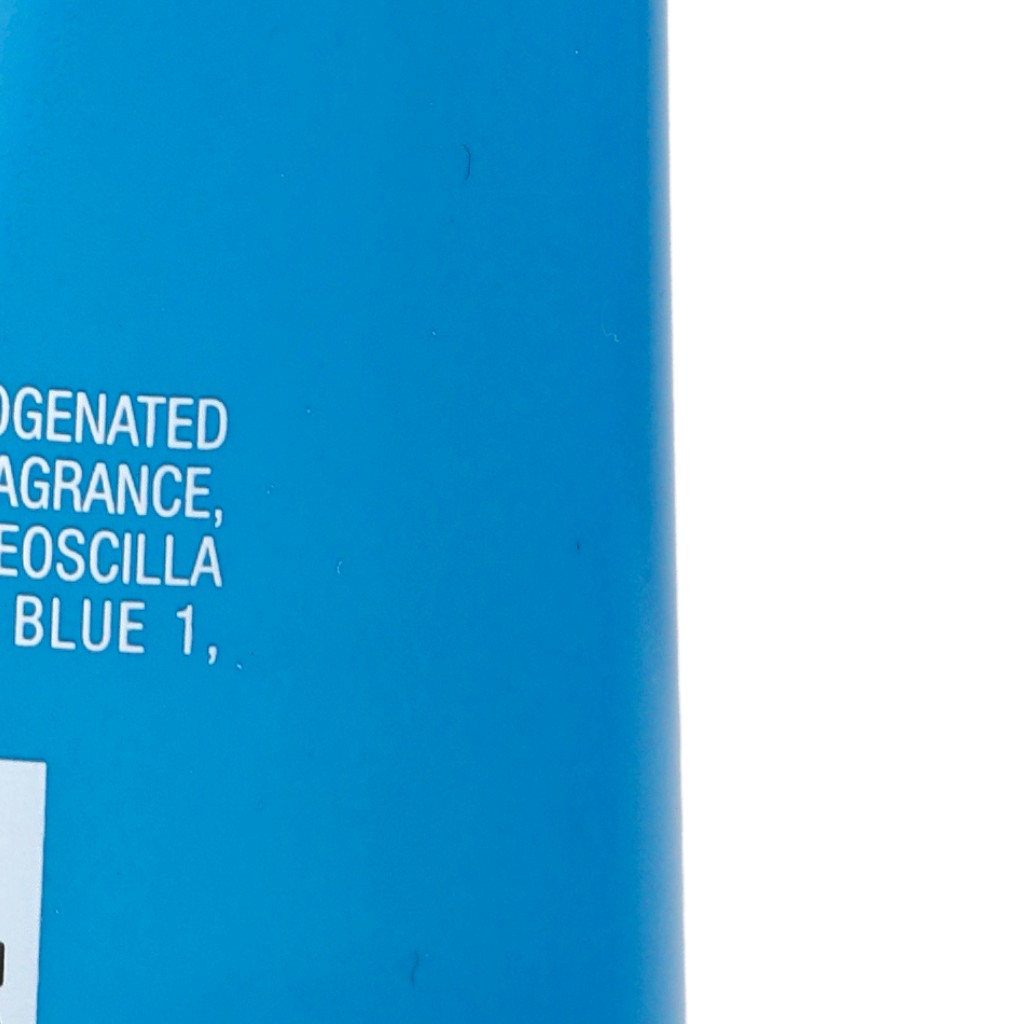 OGENATED
AGRANCE,
EOSCILLA
BLUE 1,